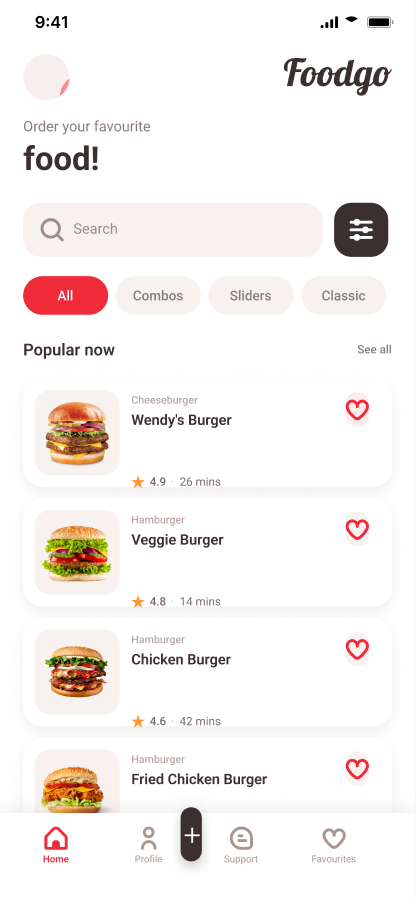 9:41
Foodgo
Order your favourite
food!
Search
All Combos Sliders Classic
Popular now See all
Cheeseburger
Wendy's Burger
4.9 · 26 mins
Hamburger
Veggie Burger
4.8 · 14 mins
Hamburger
Chicken Burger
4.6 · 42 mins
Hamburger
Fried Chicken Burger
Home Profile Support Favourites